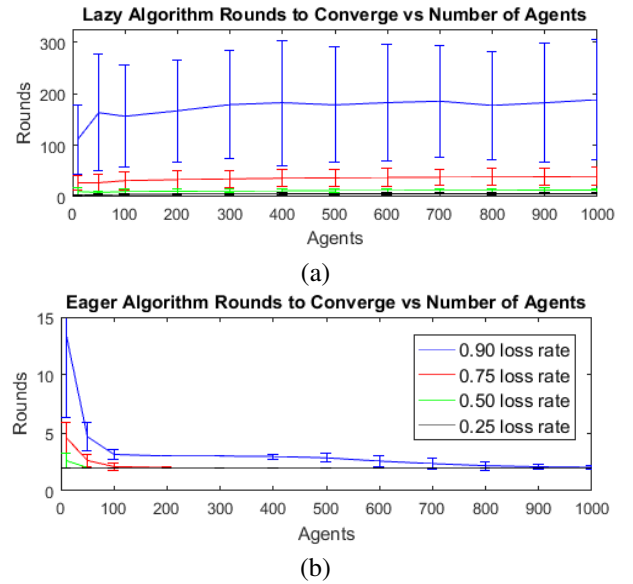 Lazy Algorithm Rounds to Converge vs Number of Agents
300
200
100
0
Rounds
0 100 200 300 400 500 600 700 800 900 1000
Agents
(a)
Eager Algorithm Rounds to Converge vs Number of Agents
15
10
5
0
Rounds
0.90 loss rate
0.75 loss rate
0.50 loss rate
0.25 loss rate
0 100 200 300 400 500 600 700 800 900 1000
Agents
(b)